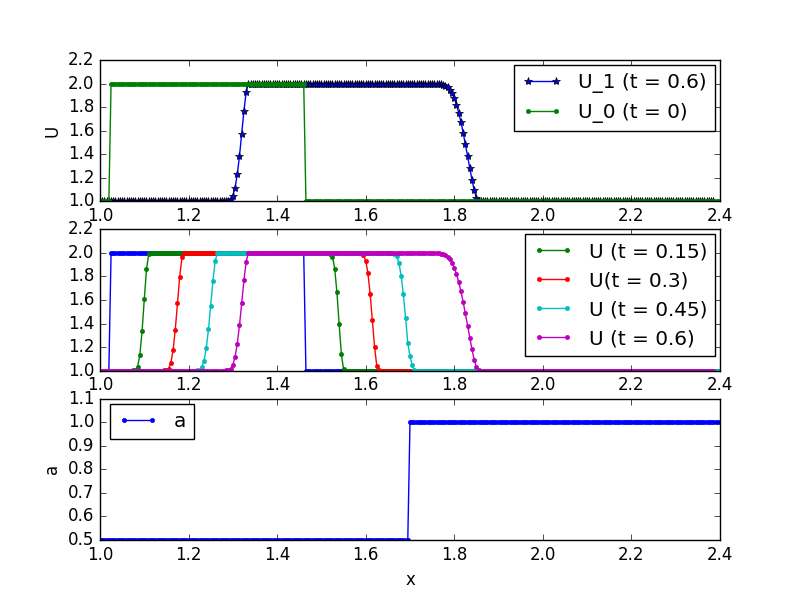 2.2
2.0
1.8
1.6
1.4
1.2
1.0
U
U_1 (t = 0.6)
U_0 (t = 0)
1.0 1.2 1.4 1.6 1.8 2.0 2.2 2.4
2.2
2.0
1.8
1.6
1.4
1.2
1.0
U (t = 0.15)
U(t = 0.3)
U (t = 0.45)
U (t = 0.6)
1.0 1.2 1.4 1.6 1.8 2.0 2.2 2.4
1.1
1.0
0.9
0.8
0.7
0.6
0.5
a
a
1.0 1.2 1.4 1.6 1.8 2.0 2.2 2.4
x